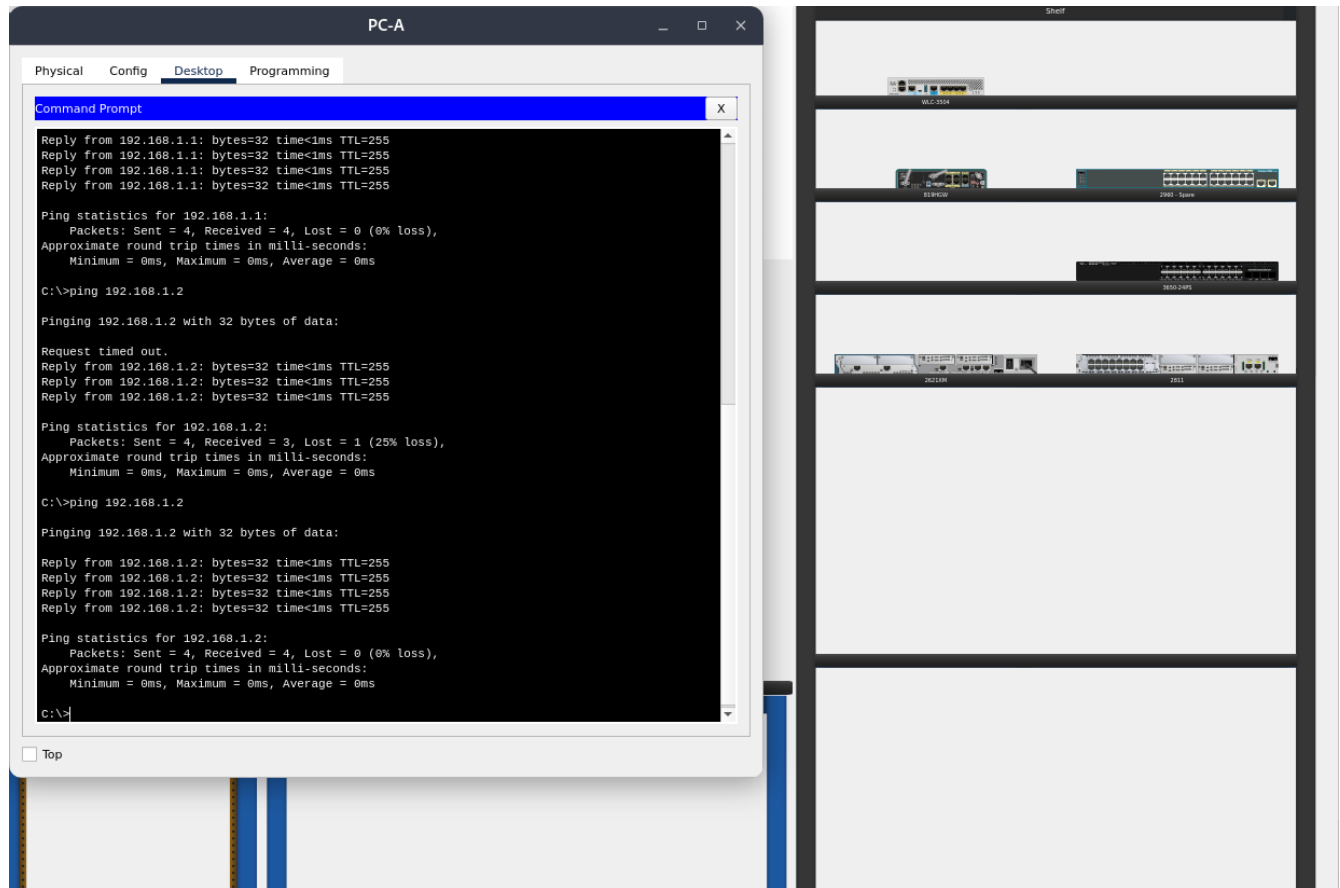 PC-A
Physical Config Desktop Programming
Command Prompt
X
Reply from 192.168.1.1: bytes=32 time<1ms TTL=255
Reply from 192.168.1.1: bytes=32 time<1ms TTL=255
Reply from 192.168.1.1: bytes=32 time<1ms TTL=255
Reply from 192.168.1.1: bytes=32 time<1ms TTL=255
Ping statistics for 192.168.1.1:
Packets: Sent = 4, Received = 4, Lost = 0 (0% loss),
Approximate round trip times in milli-seconds:
Minimum = 0ms, Maximum = 0ms, Average = 0ms
C:\>ping 192.168.1.2
Pinging 192.168.1.2 with 32 bytes of data:
Request timed out.
Reply from 192.168.1.2: bytes=32 time<1ms TTL=255
Reply from 192.168.1.2: bytes=32 time<1ms TTL=255
Reply from 192.168.1.2: bytes=32 time<1ms TTL=255
Ping statistics for 192.168.1.2:
Packets: Sent = 4, Received = 3, Lost = 1 (25% loss),
Approximate round trip times in milli-seconds:
Minimum = 0ms, Maximum = 0ms, Average = 0ms
C:\>ping 192.168.1.2
Pinging 192.168.1.2 with 32 bytes of data:
Reply from 192.168.1.2: bytes=32 time<1ms TTL=255
Reply from 192.168.1.2: bytes=32 time<1ms TTL=255
Reply from 192.168.1.2: bytes=32 time<1ms TTL=255
Reply from 192.168.1.2: bytes=32 time<1ms TTL=255
Ping statistics for 192.168.1.2:
Packets: Sent = 4, Received = 4, Lost = 0 (0% loss),
Approximate round trip times in milli-seconds:
Minimum = 0ms, Maximum = 0ms, Average = 0ms
C:\>
Top
Shelf
WLC-3504
819HGW
2960 - Spare
3650-24PS
2621XM
2811